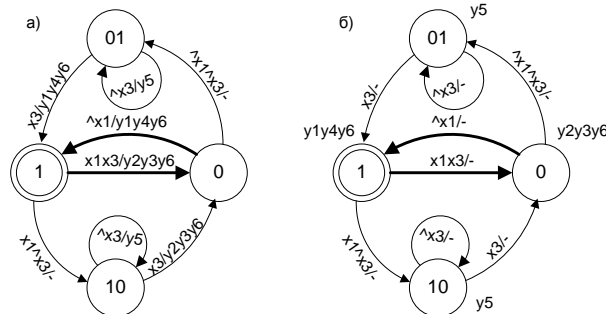 а)
01
^x3/y5
x3/y1y4y6
^x1^x3/-
^x1/y1y4y6
1
x1x3/y2y3y6
0
x1^x3/-
^x3/y5
x3/y2y3y6
10
б)
y5
01
^x3/-
x3/-
^x1^x3/-
y1y4y6
^x1/-
y2y3y6
1
x1x3/-
0
x1^x3/-
^x3/-
x3/-
10
y5